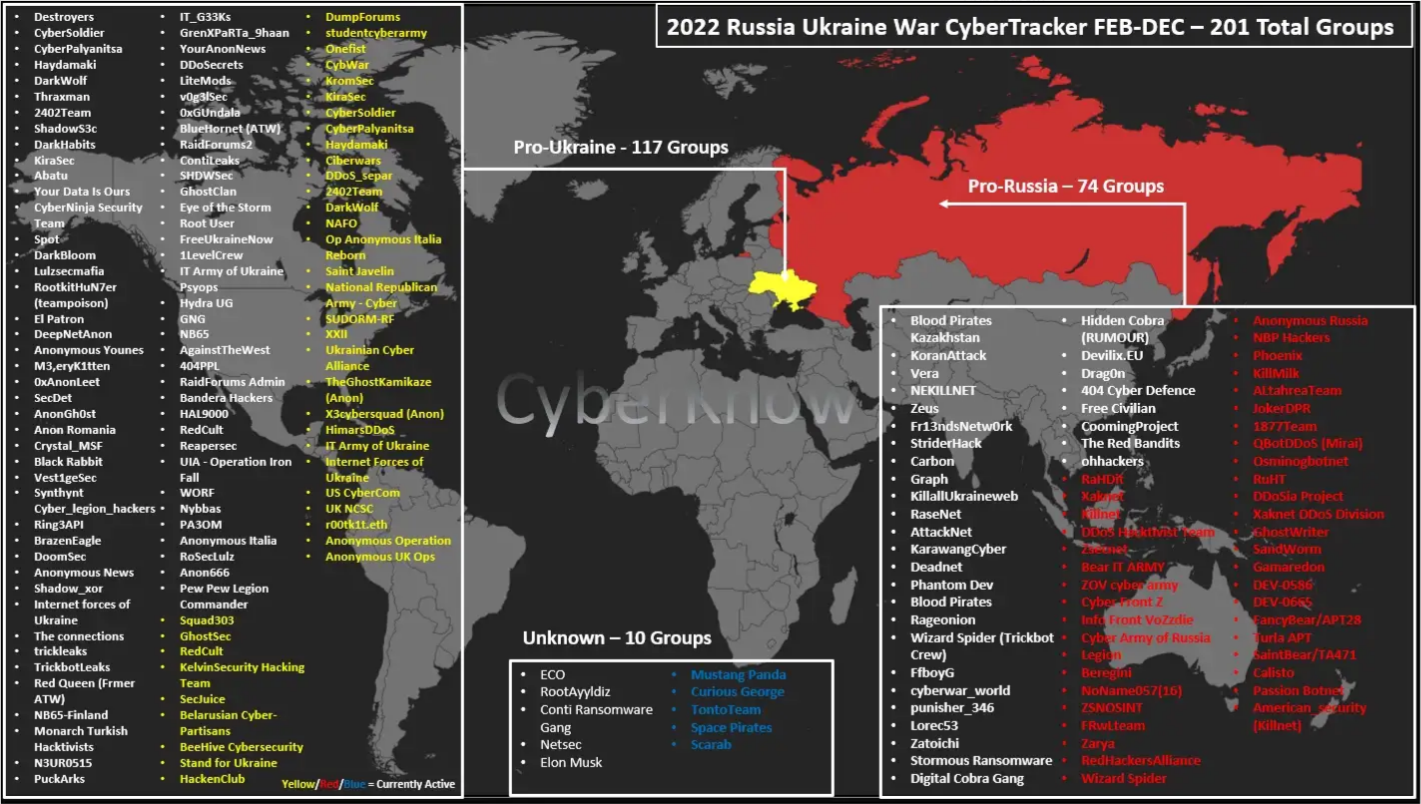 2022 Russia Ukraine War CyberTracker FEB-DEC – 201 Total Groups
• Destroyers
• CyberSoldier
• CyberPalyanitsa
• Haydamaki
• DarkWolf
• Thraxman
• 2402Team
• ShadowS3c
• DarkHabits
• KiraSec
• Abatu
• Your Data Is Ours
• CyberNinja Security
Team
• Spot
• DarkBloom
• Lulzsecmafia
• RootkitHuN7er
(teampoison)
• El Patron
• DeepNetAnon
• Anonymous Younes
• M3,eryK1tten
• 0xAnonLeet
• SecDet
• AnonGh0st
• Anon Romania
• Crystal_MSF
• Black Rabbit
• Vest1geSec
• Synthynt
Cyber_legion_hackers
• Ring3API
• BrazenEagle
• DoomSec
• Anonymous News
• Shadow_xor
• Internet forces of
Ukraine
• The connections
• trickleaks
• TrickbotLeaks
• Red Queen (Frmer
ATW)
• NB65-Finland
• Monarch Turkish
Hacktivists
• N3UR0515
• PuckArks
• IT_G33Ks
• GrenXPaRTa_9haan
• YourAnonNews
• DDoSecrets
• LiteMods
• v0g3lSec
• 0xGUndala
• BlueHornet (ATW)
• RaidForums2
• ContiLeaks
• SHDWSec
• GhostClan
• Eye of the Storm
• Root User
• FreeUkraineNow
• 1LevelCrew
• IT Army of Ukraine
Psyops
• Hydra UG
• GNG
• NB65
• AgainstTheWest
• 404PPL
• RaidForums Admin
• Bandera Hackers
• HAL9000
• RedCult
• Reapersec
• UIA - Operation Iron
Fall
• WORF
• Nybbas
• PA3OM
• Anonymous Italia
• RoSecLulz
• Anon666
• Pew Pew Legion
Commander
• Squad303
• GhostSec
• RedCult
• KelvinSecurity Hacking
Team
• SecJuice
• Belarusian Cyber-
Partisans
• BeeHive Cybersecurity
• Stand for Ukraine
• HackenClub
• DumpForums
• studentcyberarmy
• Onefist
• CybWar
• KromSec
• KiraSec
• CyberSoldier
• CyberPalyanitsa
• Haydamaki
• Ciberwars
• DDoS_separ
• 2402Team
• DarkWolf
• NAFO
• Op Anonymous Italia
Reborn
• Saint Javelin
• National Republican
Army - Cyber
• SUDORM-RF
• XXII
• Ukrainian Cyber
Alliance
• TheGhostKamikaze
(Anon)
• X3cybersquad (Anon)
• HimarsDDoS
• IT Army of Ukraine
• Internet Forces of
Ukraine
• US CyberCom
• UK NCSC
• r00tk1t.eth
• Anonymous Operation
• Anonymous UK Ops
Yellow/Red/Blue = Currently Active
Pro-Ukraine - 117 Groups
Pro-Russia – 74 Groups
CyberKnow
Unknown – 10 Groups
• ECO
• RootAyyldiz
• Conti Ransomware
Gang
• Netsec
• Elon Musk
• Mustang Panda
• Curious George
• TontoTeam
• Space Pirates
• Scarab
• Blood Pirates
Kazakhstan
• KoranAttack
• Vera
• NEKILLNET
• Zeus
• Fr13ndsNetw0rk
• StriderHack
• Carbon
• Graph
• KillallUkraineweb
• RaseNet
• AttackNet
• KarawangCyber
• Deadnet
• Phantom Dev
• Blood Pirates
• Rageonion
• Wizard Spider (Trickbot
Crew)
• FfboyG
• cyberwar_world
• punisher_346
• Lorec53
• Zatoichi
• Stormous Ransomware
• Digital Cobra Gang
• Hidden Cobra
(RUMOUR)
• Devilix.EU
• Drag0n
• 404 Cyber Defence
• Free Civilian
• CoomingProject
• The Red Bandits
• ohhackers
• RaHDit
• Xaknet
• Killnet
• DDoS Hacktivist Team
• Zsecnet
• Bear IT ARMY
• ZOV cyber army
• Cyber Front Z
• Info Front VoZzdie
• Cyber Army of Russia
• Legion
• Beregini
• NoName057(16)
• ZSNOSINT
• FRwLteam
• Zarya
• RedHackersAlliance
• Wizard Spider
• Anonymous Russia
• NBP Hackers
• Phoenix
• KillMilk
• ALtahreaTeam
• JokerDPR
• 1877Team
• QBotDDoS (Mirai)
• Osminogbotnet
• RuHT
• DDoSia Project
• Xaknet DDoS Division
• GhostWriter
• SandWorm
• Gamaredon
• DEV-0586
• DEV-0665
• FancyBear/APT28
• Turla APT
• SaintBear/TA471
• Calisto
• Passion Botnet
• American_security
(Killnet)